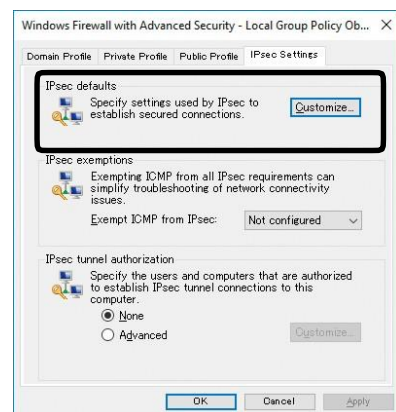 Windows Firewall with Advanced Security - Local Group Policy Ob...
Domain Profile Private Profile Public Profile IPsec Settings
IPsec defaults
Specify settings used by IPsec to
establish secured connections.
Customize...
IPsec exemptions
Exempting ICMP from all IPsec requirements can
simplify troubleshooting of network connectivity
issues.
Exempt ICMP from IPsec: Not configured
IPsec tunnel authorization
Specify the users and computers that are authorized
to establish IPsec tunnel connections to this
computer.
None
Advanced
Customize...
OK Cancel Apply